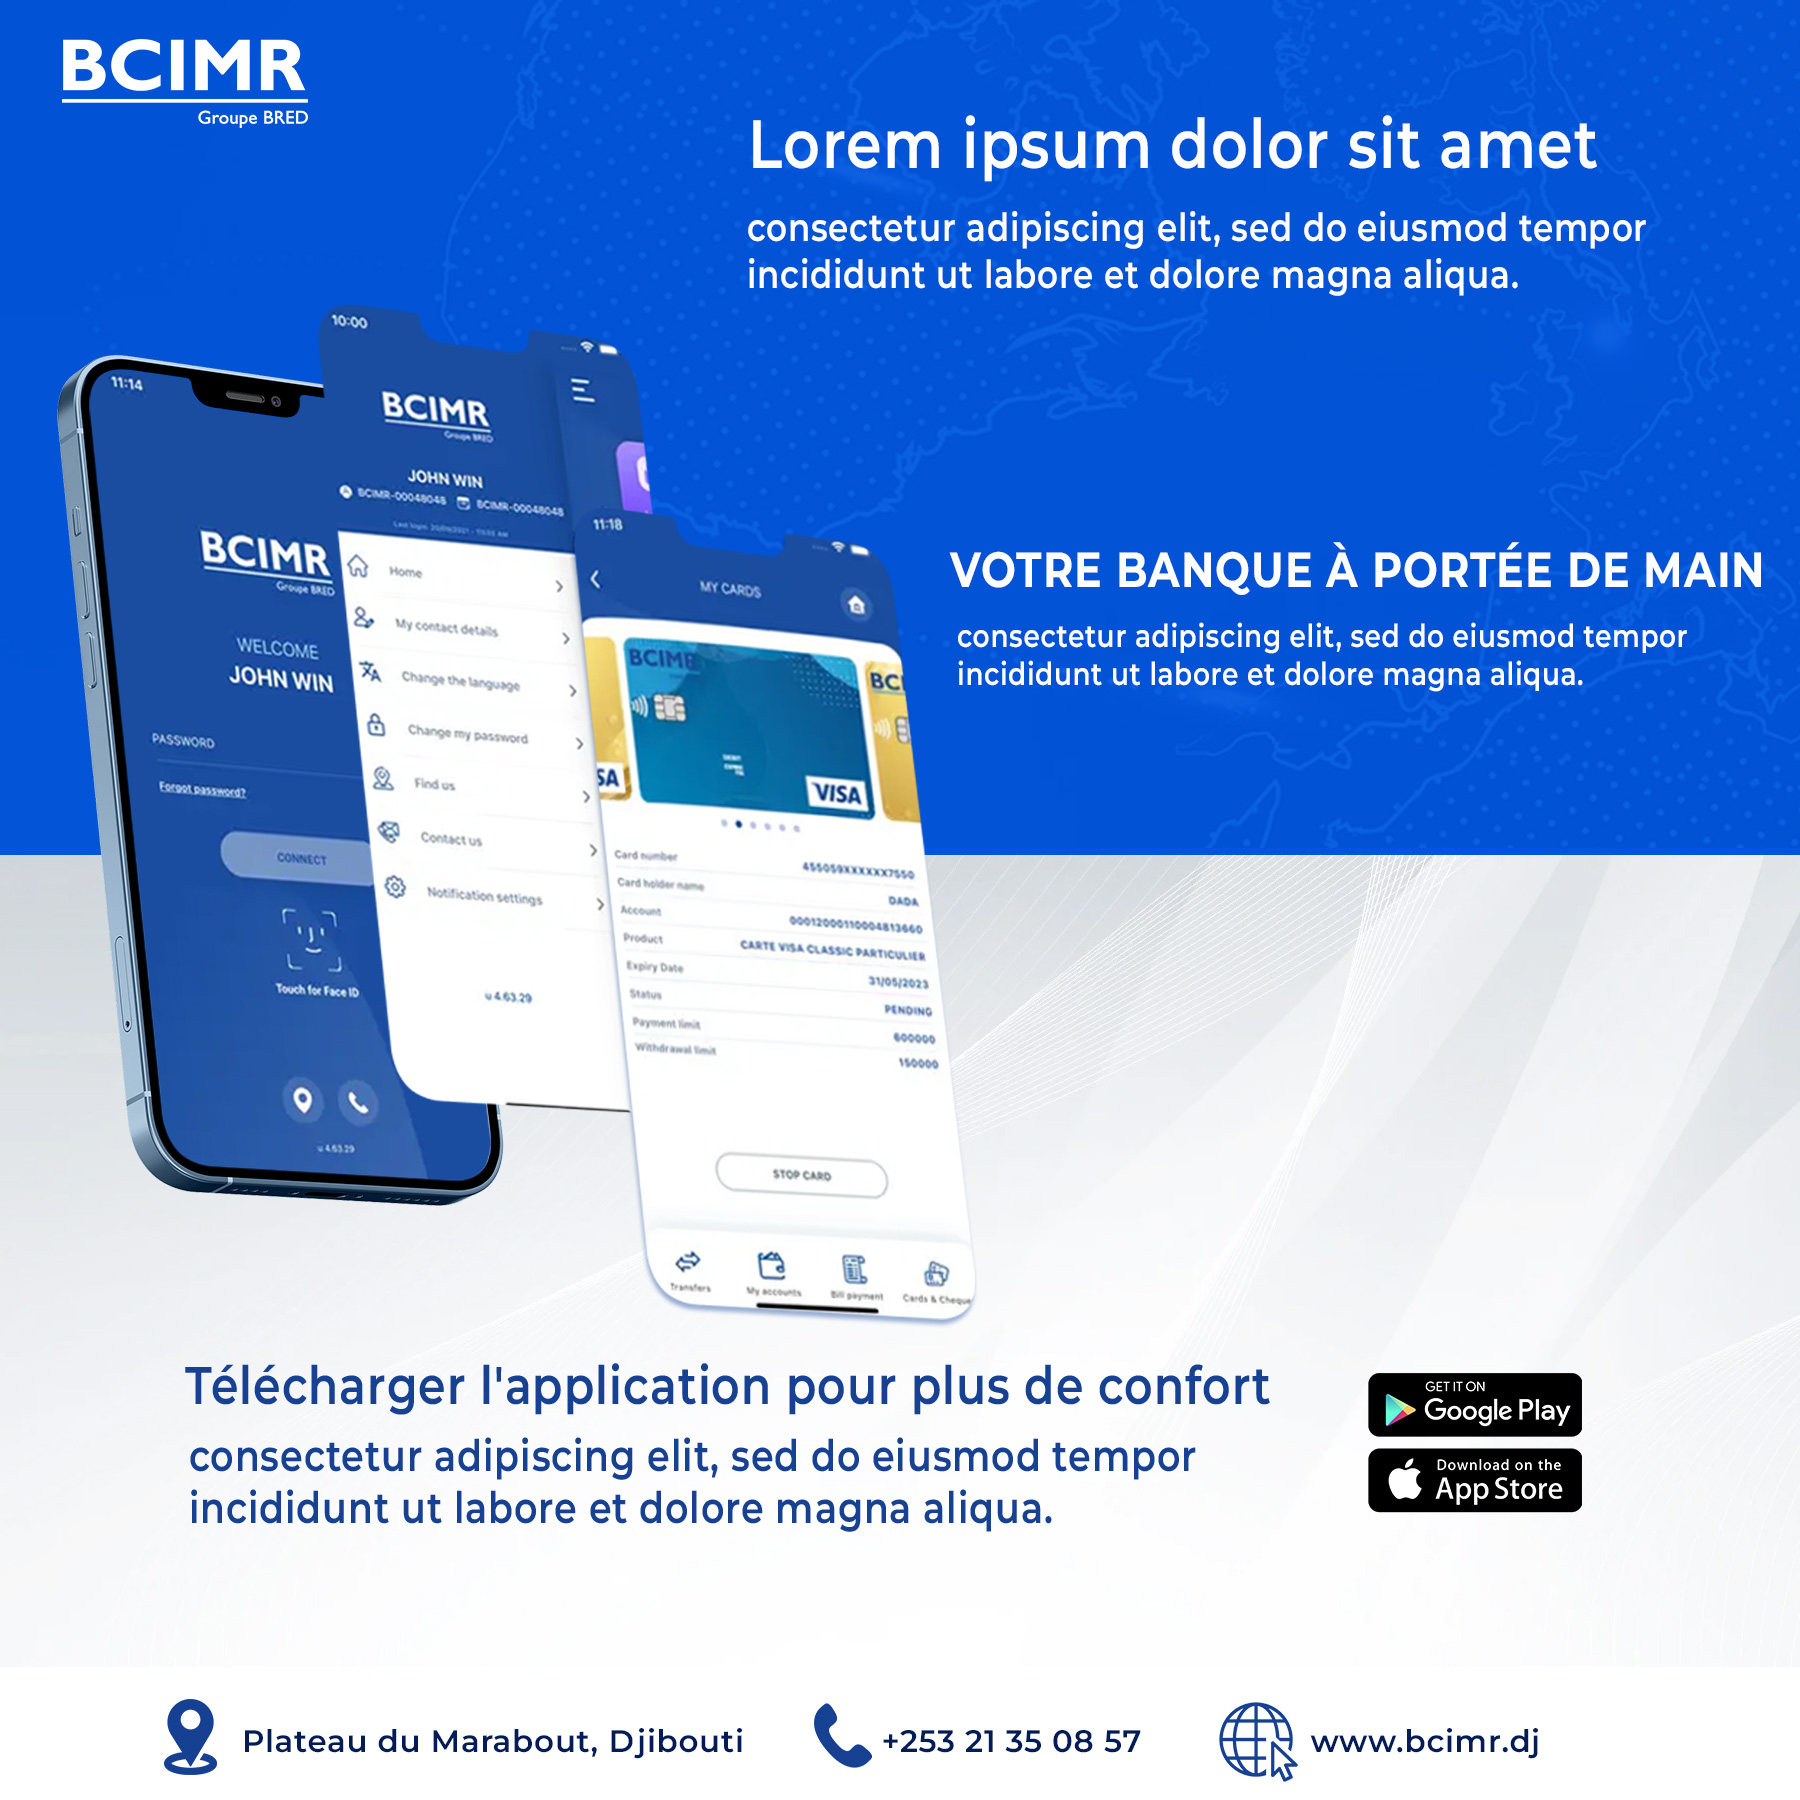 BCIMR
Groupe BRED
Lorem ipsum dolor sit amet
consectetur adipiscing elit, sed do eiusmod tempor
incididunt ut labore et dolore magna aliqua.
VOTRE BANQUE À PORTÉE DE MAIN
consectetur adipiscing elit, sed do eiusmod tempor
incididunt ut labore et dolore magna aliqua.
11:14
BCIMR
Groupe BRED
WELCOME
JOHN WIN
PASSWORD
Forgot password?
CONNECT
Touch for Face ID
v 4.63.29
10:00
BCIMR
Groupe BRED
JOHN WIN
BCIMR-00048048 BCIMR-00048048
Home
My contact details
Change the language
Change my password
Find us
Contact us
Notification settings
v 4.63.29
11:18
MY CARDS
BCIMR
BCI
SA
VISA
Card number 455059XXXXXX7550
Card holder name DADA
Account 00012000110004813660
Product CARTE VISA CLASSIC PARTICULIER
Expiry Date 31/05/2023
Status PENDING
Payment limit 600000
Withdrawal limit 150000
STOP CARD
Transfers My accounts Bill payment Cards & Cheque
Télécharger l'application pour plus de confort
consectetur adipiscing elit, sed do eiusmod tempor
incididunt ut labore et dolore magna aliqua.
GET IT ON
Google Play
Download on the
App Store
Plateau du Marabout, Djibouti
+253 21 35 08 57
www.bcimr.dj